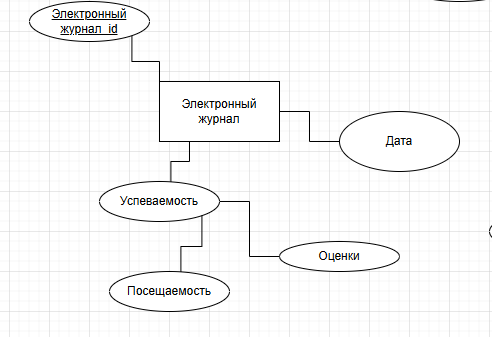 Электронный
журнал_id
Электронный
журнал
Дата
Успеваемость
Оценки
Посещаемость